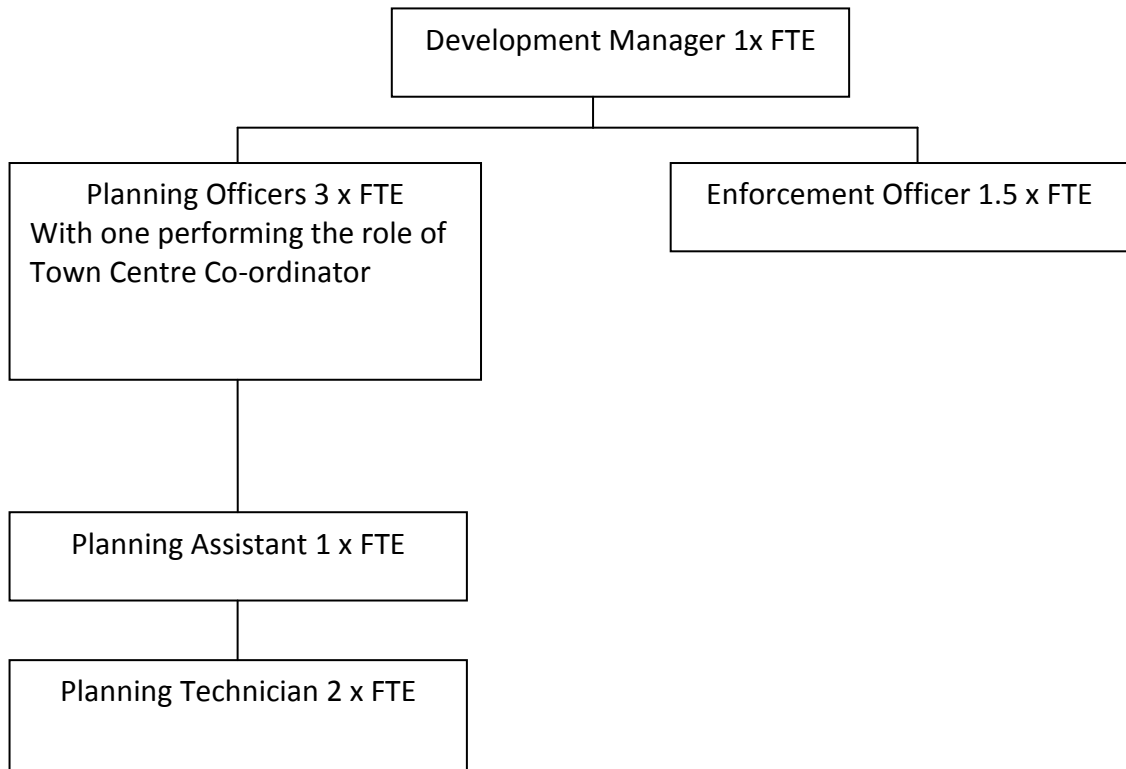 Development Manager 1x FTE
Planning Officers 3 x FTE
With one performing the role of
Town Centre Co-ordinator
Enforcement Officer 1.5 x FTE
Planning Assistant 1 x FTE
Planning Technician 2 x FTE